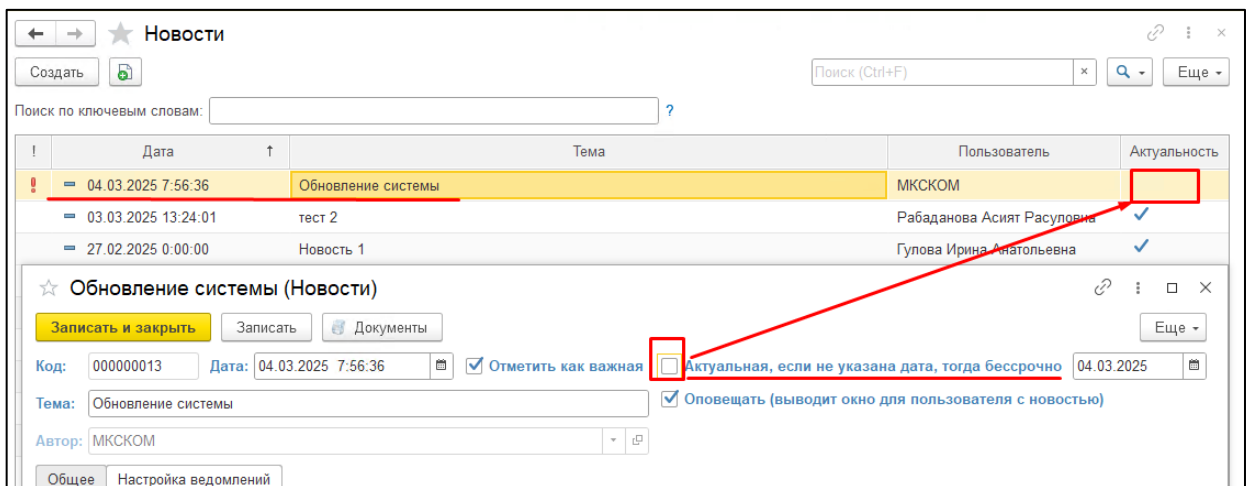 Новости
Создать Поиск (Ctrl+F) × Еще
Поиск по ключевым словам: ?
! Дата ↑ Тема Пользователь Актуальность
04.03.2025 7:56:36 Обновление системы МКСКОМ
03.03.2025 13:24:01 тест 2 Рабаданова Асият Расуловна
27.02.2025 0:00:00 Новость 1 Гулова Ирина Анатольевна
Обновление системы (Новости)
Записать и закрыть Записать Документы Еще
Код: 000000013 Дата: 04.03.2025 7:56:36 Отметить как важная Актуальная, если не указана дата, тогда бессрочно 04.03.2025
Тема: Обновление системы Оповещать (выводит окно для пользователя с новостью)
Автор: МКСКОМ
Общее Настройка ведомлений